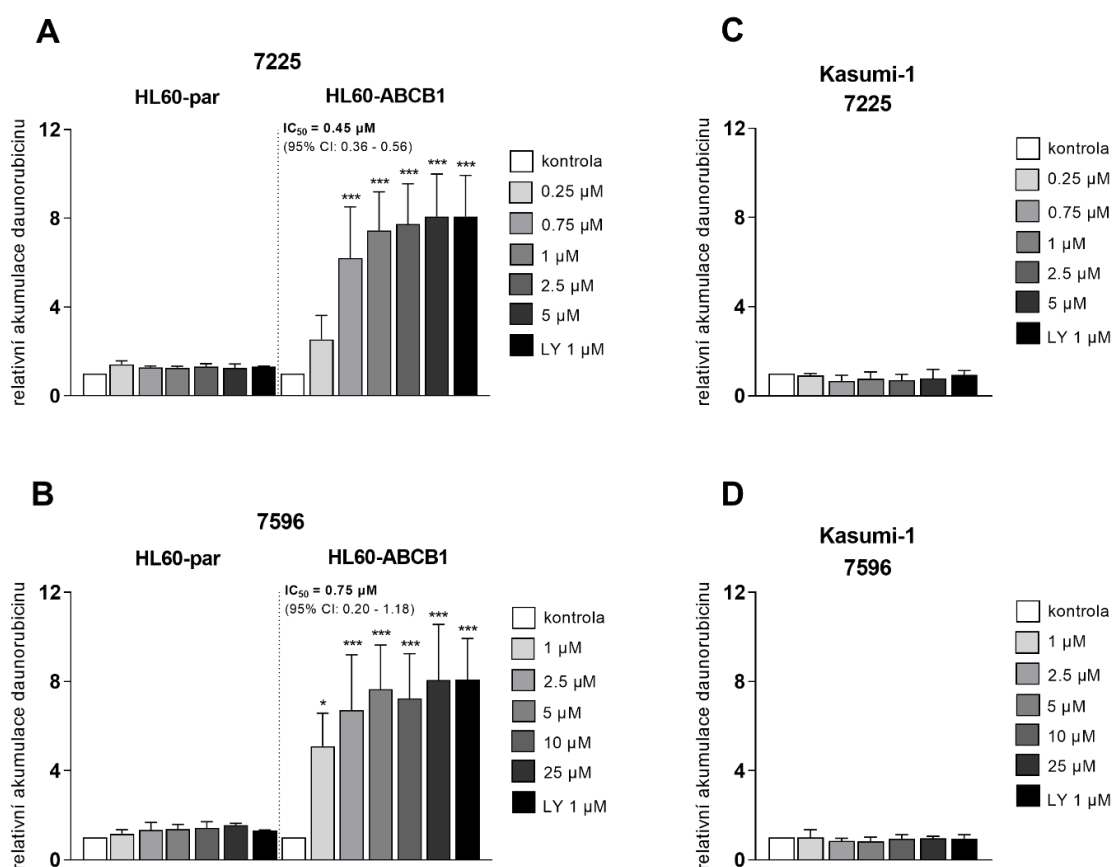 A
7225
HL60-par
HL60-ABCB1
IC₅₀ = 0.45 µM
(95% CI: 0.36 - 0.56)
relativní akumulace daunorubicinu
12
8
4
0
***
***
***
***
***
kontrola
0.25 µM
0.75 µM
1 µM
2.5 µM
5 µM
LY 1 µM
C
Kasumi-1
7225
relativní akumulace daunorubicinu
12
8
4
0
kontrola
0.25 µM
0.75 µM
1 µM
2.5 µM
5 µM
LY 1 µM
B
7596
HL60-par
HL60-ABCB1
IC₅₀ = 0.75 µM
(95% CI: 0.20 - 1.18)
relativní akumulace daunorubicinu
12
8
4
0
*
***
***
***
***
***
kontrola
1 µM
2.5 µM
5 µM
10 µM
25 µM
LY 1 µM
D
Kasumi-1
7596
relativní akumulace daunorubicinu
12
8
4
0
kontrola
1 µM
2.5 µM
5 µM
10 µM
25 µM
LY 1 µM